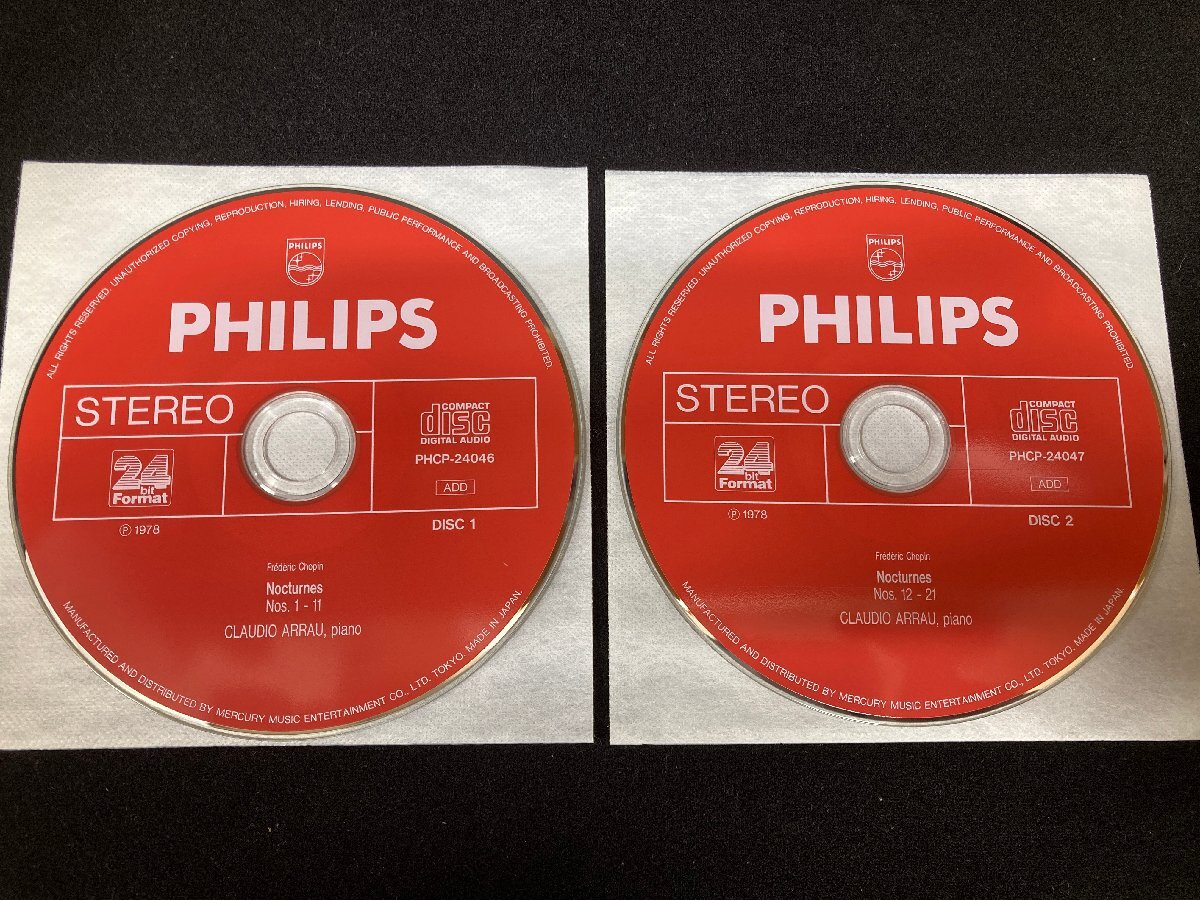 ALL RIGHTS RESERVED. UNAUTHORIZED COPYING, REPRODUCTION, HIRING, LENDING, PUBLIC PERFORMANCE AND BROADCASTING PROHIBITED.
PHILIPS
PHILIPS
STEREO
COMPACT
disc
DIGITAL AUDIO
24
bit
Format
PHCP-24046
ADD
℗ 1978
DISC 1
Frédéric Chopin
Nocturnes
Nos. 1 - 11
CLAUDIO ARRAU, piano
MANUFACTURED AND DISTRIBUTED BY MERCURY MUSIC ENTERTAINMENT CO., LTD. TOKYO. MADE IN JAPAN.
ALL RIGHTS RESERVED. UNAUTHORIZED COPYING, REPRODUCTION, HIRING, LENDING, PUBLIC PERFORMANCE AND BROADCASTING PROHIBITED.
PHILIPS
PHILIPS
STEREO
COMPACT
disc
DIGITAL AUDIO
24
bit
Format
PHCP-24047
ADD
℗ 1978
DISC 2
Frédéric Chopin
Nocturnes
Nos. 12 - 21
CLAUDIO ARRAU, piano
MANUFACTURED AND DISTRIBUTED BY MERCURY MUSIC ENTERTAINMENT CO., LTD. TOKYO. MADE IN JAPAN.